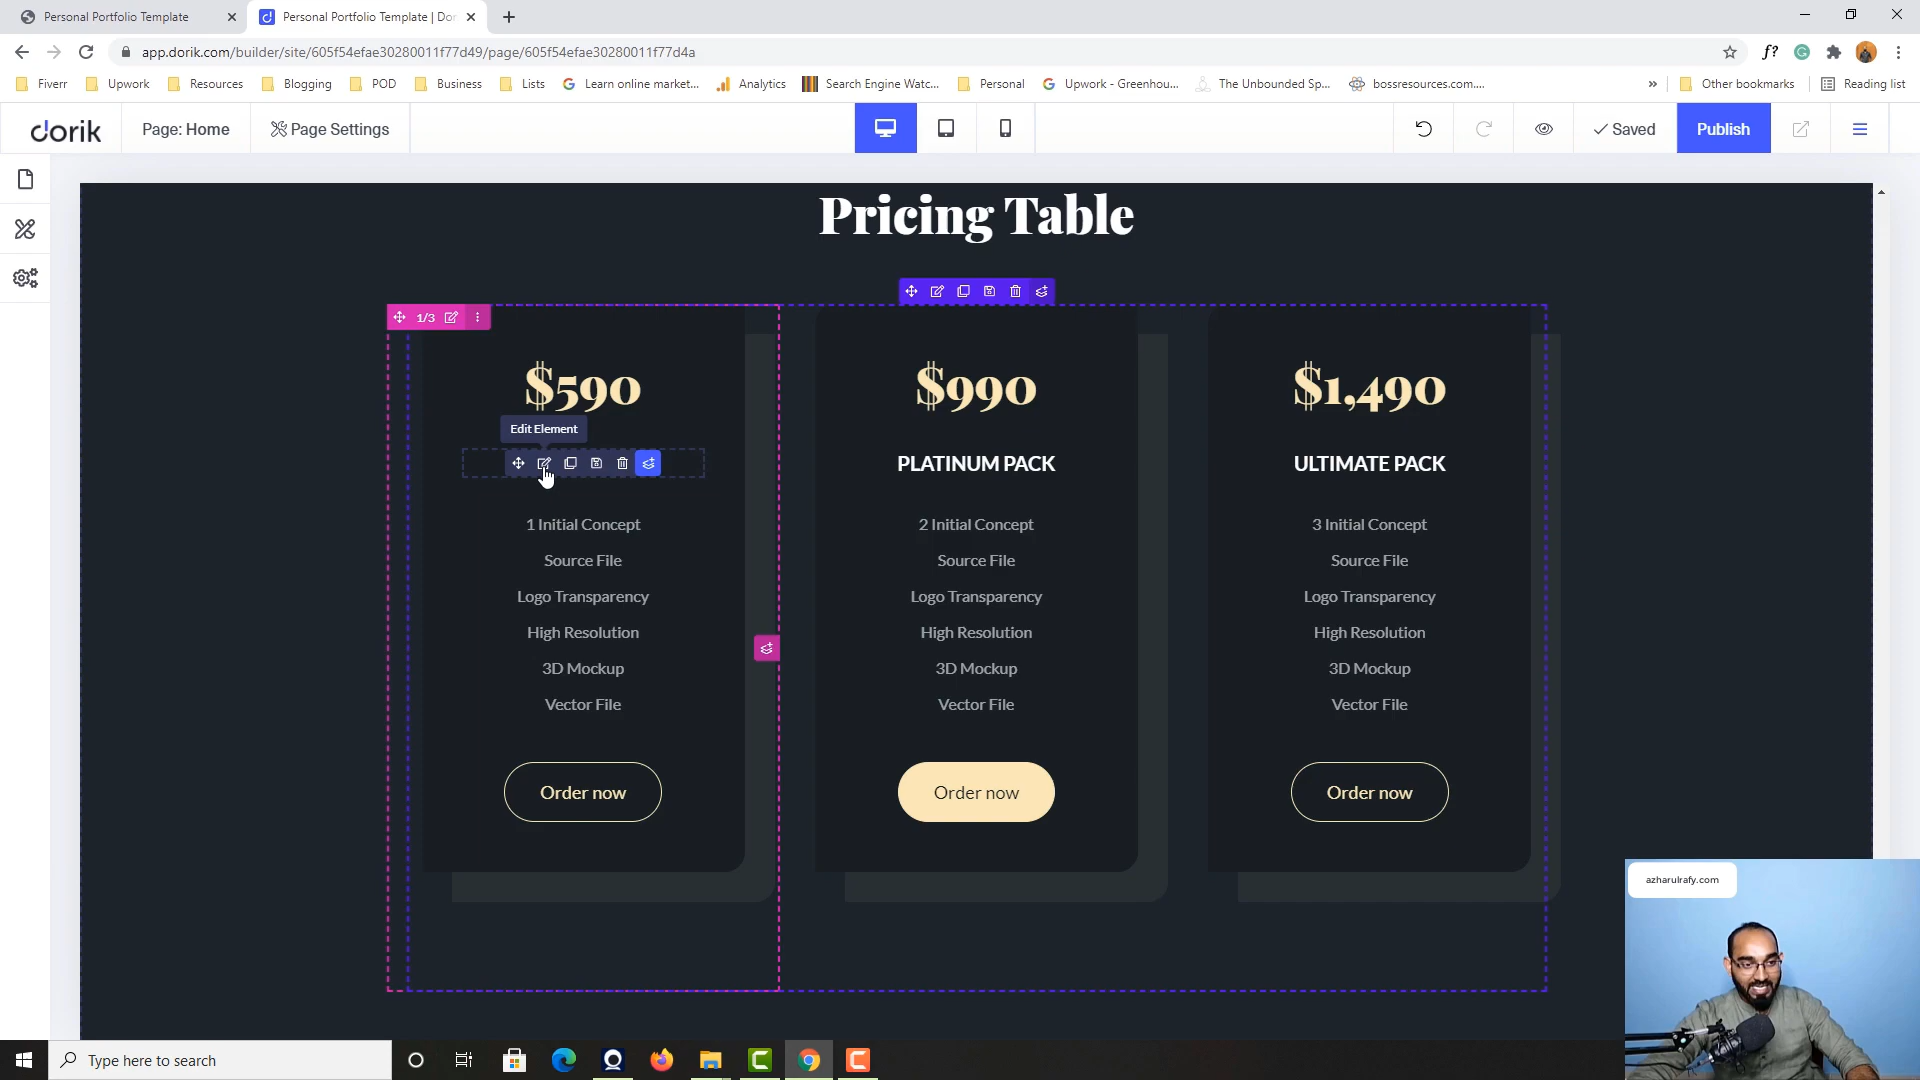 Personal Portfolio Template
Personal Portfolio Template | Dor
app.dorik.com/builder/site/605f54efae30280011f77d49/page/605f54efae30280011f77d4a
f?
Fiverr
Upwork
Resources
Blogging
POD
Business
Lists
Learn online market...
Analytics
Search Engine Watc...
Personal
Upwork - Greenhou...
The Unbounded Sp...
bossresources.com....
»
Other bookmarks
Reading list
dorik
Page: Home
Page Settings
Saved
Publish
Pricing Table
1/3
$590
$990
$1,490
Edit Element
PLATINUM PACK
ULTIMATE PACK
1 Initial Concept
Source File
Logo Transparency
High Resolution
3D Mockup
Vector File
Order now
2 Initial Concept
Source File
Logo Transparency
High Resolution
3D Mockup
Vector File
Order now
3 Initial Concept
Source File
Logo Transparency
High Resolution
3D Mockup
Vector File
Order now
azharulrafy.com
Type here to search